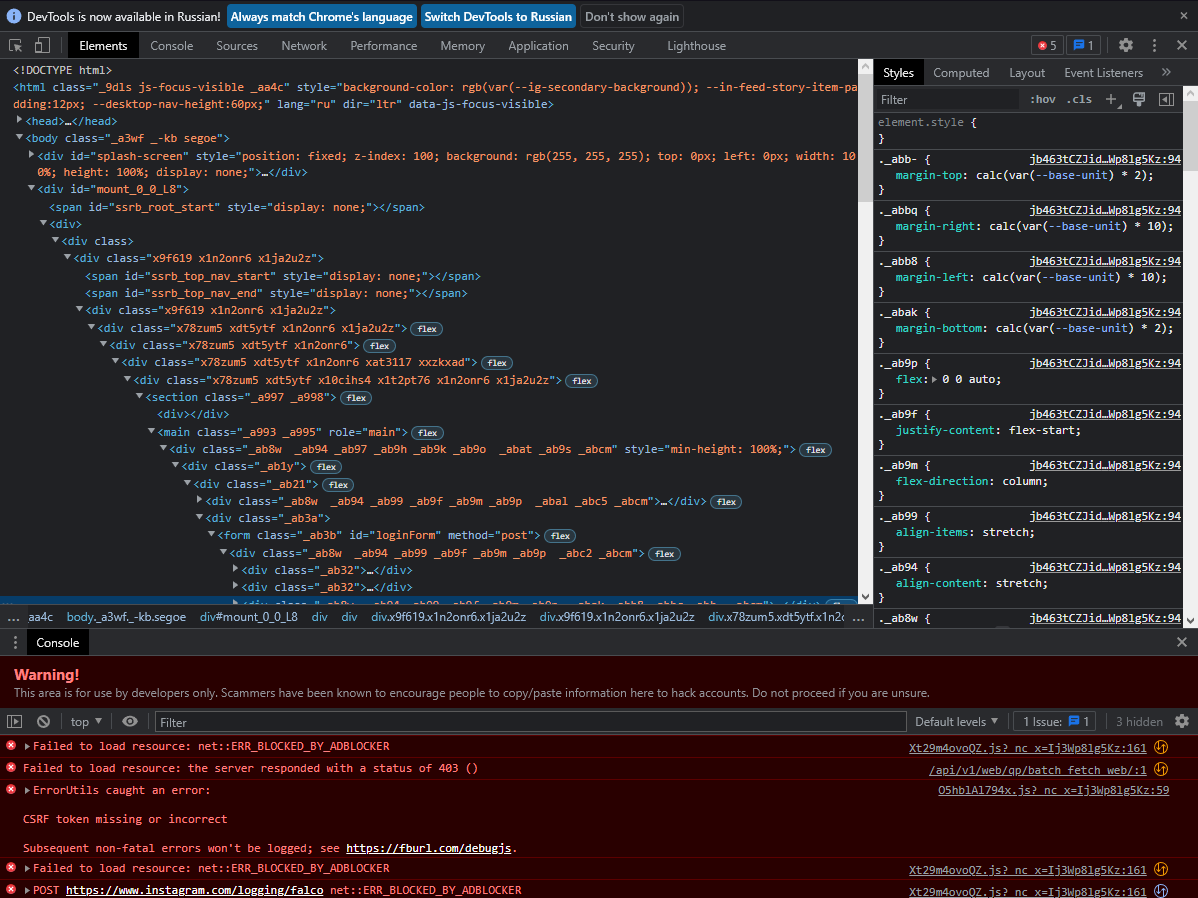 DevTools is now available in Russian! Always match Chrome's language Switch DevTools to Russian Don't show again
Elements Console Sources Network Performance Memory Application Security Lighthouse 5 1
<!DOCTYPE html>
<html class="_9dls js-focus-visible _aa4c" style="background-color: rgb(var(--ig-secondary-background)); --in-feed-story-item-pa
dding:12px; --desktop-nav-height:60px;" lang="ru" dir="ltr" data-js-focus-visible>
<head>…</head>
<body class="_a3wf _-kb segoe">
<div id="splash-screen" style="position: fixed; z-index: 100; background: rgb(255, 255, 255); top: 0px; left: 0px; width: 10
0%; height: 100%; display: none;">…</div>
<div id="mount_0_0_L8">
<span id="ssrb_root_start" style="display: none;"></span>
<div>
<div class>
<div class="x9f619 x1n2onr6 x1ja2u2z">
<span id="ssrb_top_nav_start" style="display: none;"></span>
<span id="ssrb_top_nav_end" style="display: none;"></span>
<div class="x9f619 x1n2onr6 x1ja2u2z">
<div class="x78zum5 xdt5ytf x1n2onr6 x1ja2u2z"> flex
<div class="x78zum5 xdt5ytf x1n2onr6"> flex
<div class="x78zum5 xdt5ytf x1n2onr6 xat3117 xxzkxad"> flex
<div class="x78zum5 xdt5ytf x10cihs4 x1t2pt76 x1n2onr6 x1ja2u2z"> flex
<section class="_a997 _a998"> flex
<div></div>
<main class="_a993 _a995" role="main"> flex
<div class="_ab8w _ab94 _ab97 _ab9h _ab9k _ab9o _abat _ab9s _abcm" style="min-height: 100%;"> flex
<div class="_ab1y"> flex
<div class="_ab21"> flex
<div class="_ab8w _ab94 _ab99 _ab9f _ab9m _ab9p _abal _abc5 _abcm">…</div> flex
<div class="_ab3a">
<form class="_ab3b" id="loginForm" method="post"> flex
<div class="_ab8w _ab94 _ab99 _ab9f _ab9m _ab9p _abc2 _abcm"> flex
<div class="_ab32">…</div>
<div class="_ab32">…</div>
… aa4c body._a3wf._-kb.segoe div#mount_0_0_L8 div div div.x9f619.x1n2onr6.x1ja2u2z div.x9f619.x1n2onr6.x1ja2u2z div.x78zum5.xdt5ytf.x1n2c …
Styles Computed Layout Event Listeners »
Filter :hov .cls
element.style {
}
._abb- { jb463tCZJid…Wp8lg5Kz:94
margin-top: calc(var(--base-unit) * 2);
}
._abbq { jb463tCZJid…Wp8lg5Kz:94
margin-right: calc(var(--base-unit) * 10);
}
._abb8 { jb463tCZJid…Wp8lg5Kz:94
margin-left: calc(var(--base-unit) * 10);
}
._abak { jb463tCZJid…Wp8lg5Kz:94
margin-bottom: calc(var(--base-unit) * 2);
}
._ab9p { jb463tCZJid…Wp8lg5Kz:94
flex: 0 0 auto;
}
._ab9f { jb463tCZJid…Wp8lg5Kz:94
justify-content: flex-start;
}
._ab9m { jb463tCZJid…Wp8lg5Kz:94
flex-direction: column;
}
._ab99 { jb463tCZJid…Wp8lg5Kz:94
align-items: stretch;
}
._ab94 { jb463tCZJid…Wp8lg5Kz:94
align-content: stretch;
}
._ab8w { jb463tCZJid…Wp8lg5Kz:94
Console
Warning!
This area is for use by developers only. Scammers have been known to encourage people to copy/paste information here to hack accounts. Do not proceed if you are unsure.
top Filter Default levels 1 Issue: 1 3 hidden
Failed to load resource: net::ERR_BLOCKED_BY_ADBLOCKER Xt29m4ovoQZ.js?_nc_x=Ij3Wp8lg5Kz:161
Failed to load resource: the server responded with a status of 403 () /api/v1/web/qp/batch_fetch_web/:1
ErrorUtils caught an error: O5hblAl794x.js?_nc_x=Ij3Wp8lg5Kz:59
CSRF token missing or incorrect
Subsequent non-fatal errors won't be logged; see https://fburl.com/debugjs.
Failed to load resource: net::ERR_BLOCKED_BY_ADBLOCKER Xt29m4ovoQZ.js?_nc_x=Ij3Wp8lg5Kz:161
POST https://www.instagram.com/logging/falco net::ERR_BLOCKED_BY_ADBLOCKER Xt29m4ovoQZ.js?_nc_x=Ij3Wp8lg5Kz:161